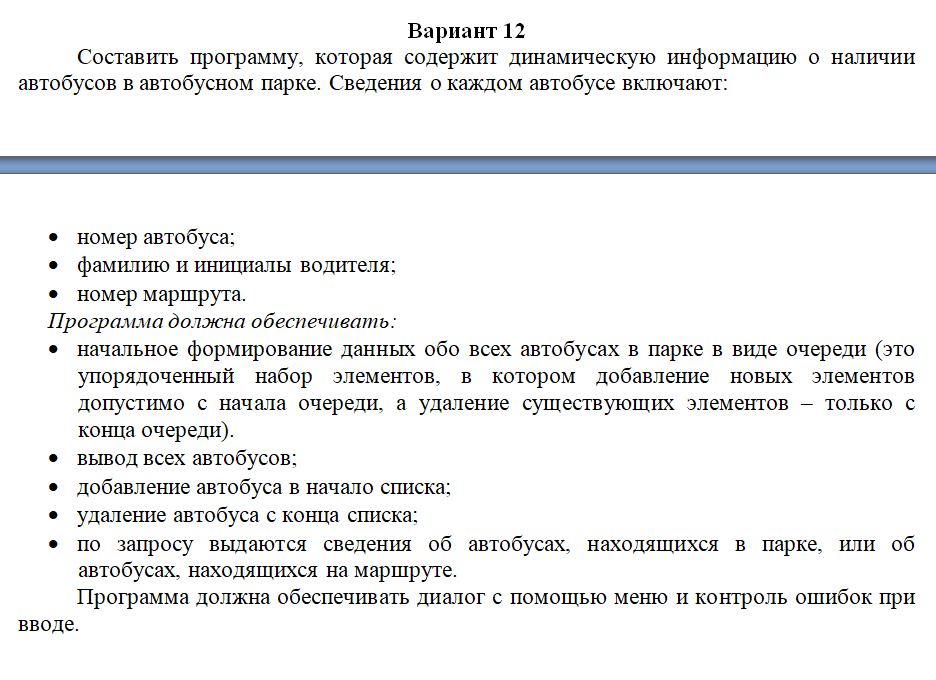 Вариант 12
Составить программу, которая содержит динамическую информацию о наличии
автобусов в автобусном парке. Сведения о каждом автобусе включают:
• номер автобуса;
• фамилию и инициалы водителя;
• номер маршрута.
Программа должна обеспечивать:
• начальное формирование данных обо всех автобусах в парке в виде очереди (это
упорядоченный набор элементов, в котором добавление новых элементов
допустимо с начала очереди, а удаление существующих элементов – только с
конца очереди).
• вывод всех автобусов;
• добавление автобуса в начало списка;
• удаление автобуса с конца списка;
• по запросу выдаются сведения об автобусах, находящихся в парке, или об
автобусах, находящихся на маршруте.
Программа должна обеспечивать диалог с помощью меню и контроль ошибок при
вводе.